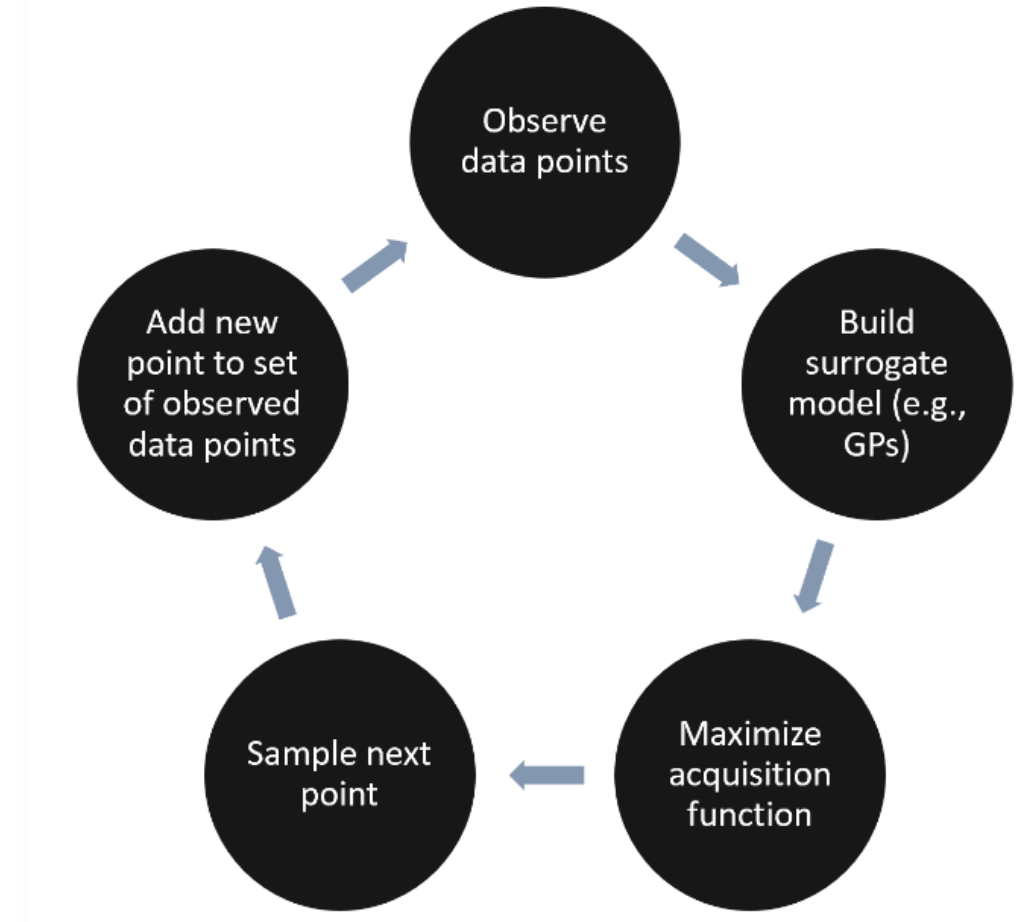 Observe
data points
Build
surrogate
model (e.g.,
GPs)
Maximize
acquisition
function
Sample next
point
Add new
point to set
of observed
data points